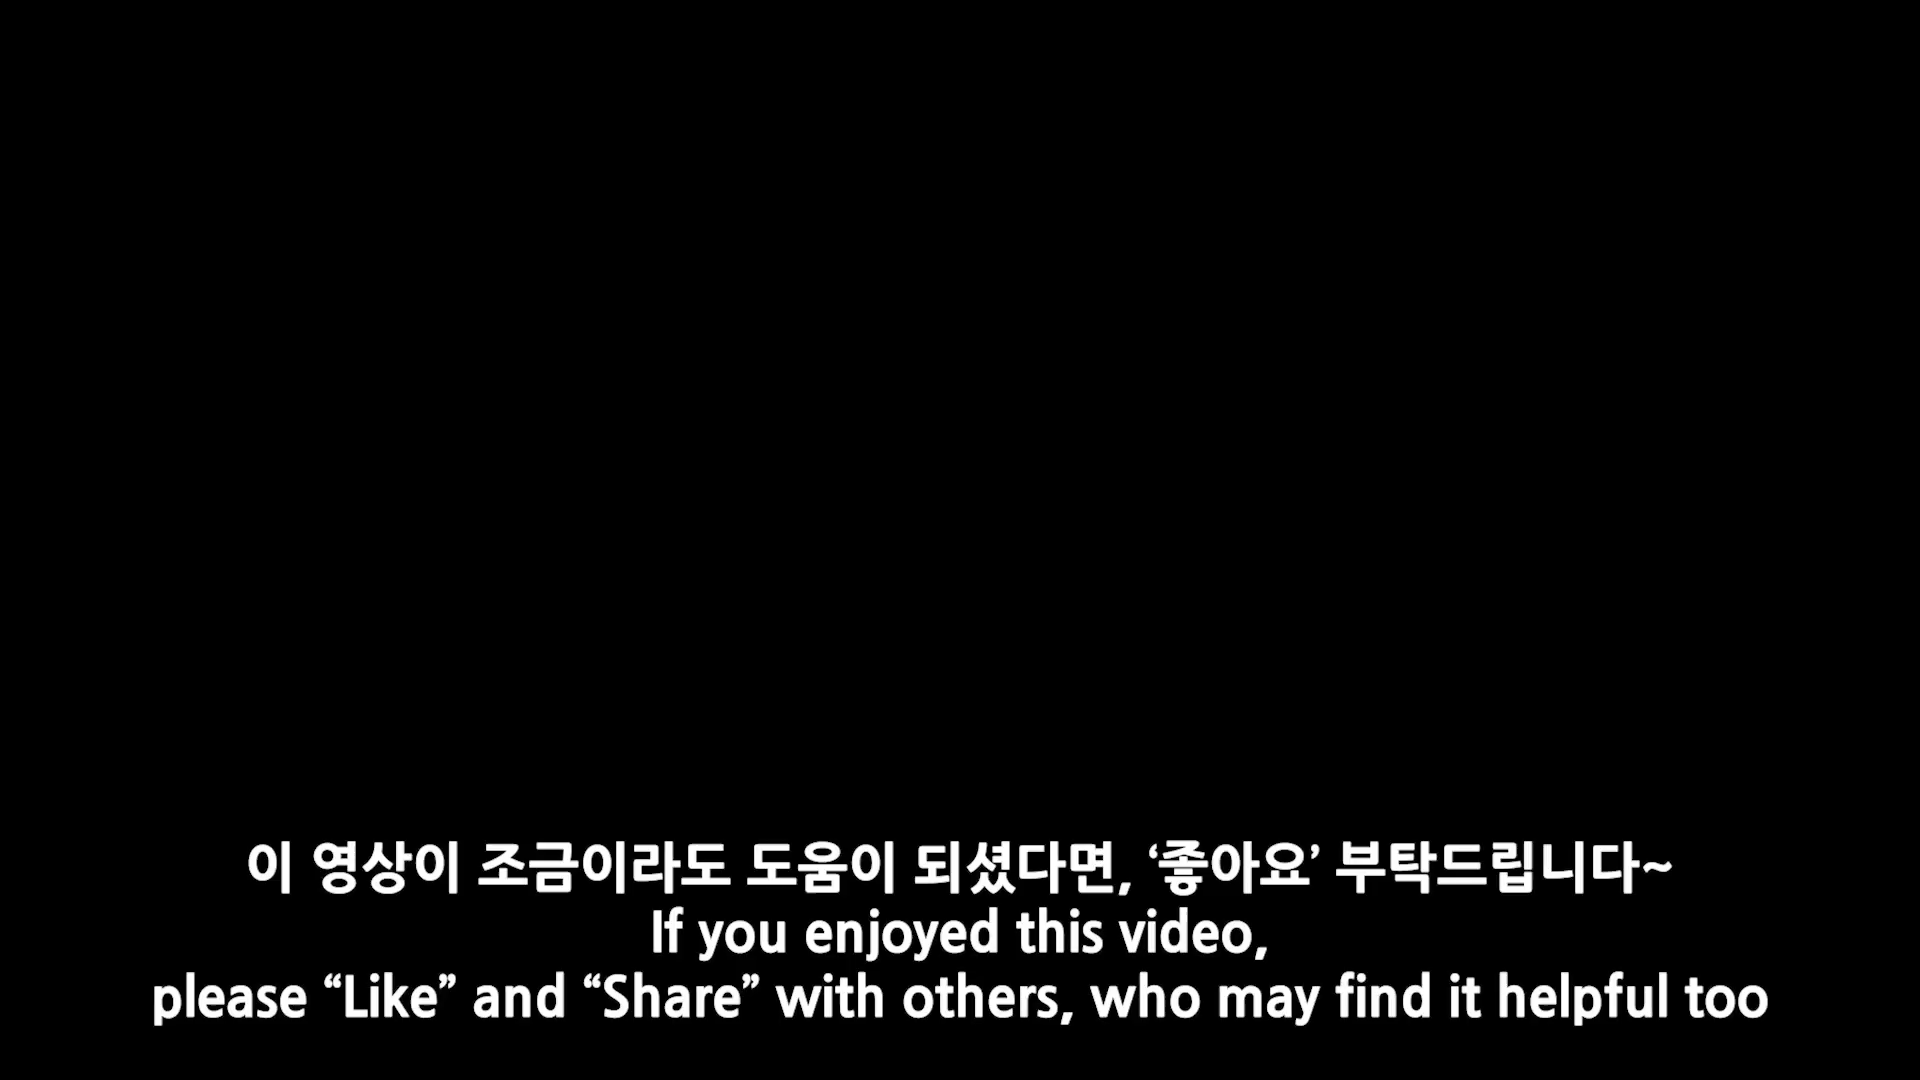 이 영상이 조금이라도 도움이 되셨다면, ‘좋아요’ 부탁드립니다~
If you enjoyed this video,
please “Like” and “Share” with others, who may find it helpful too